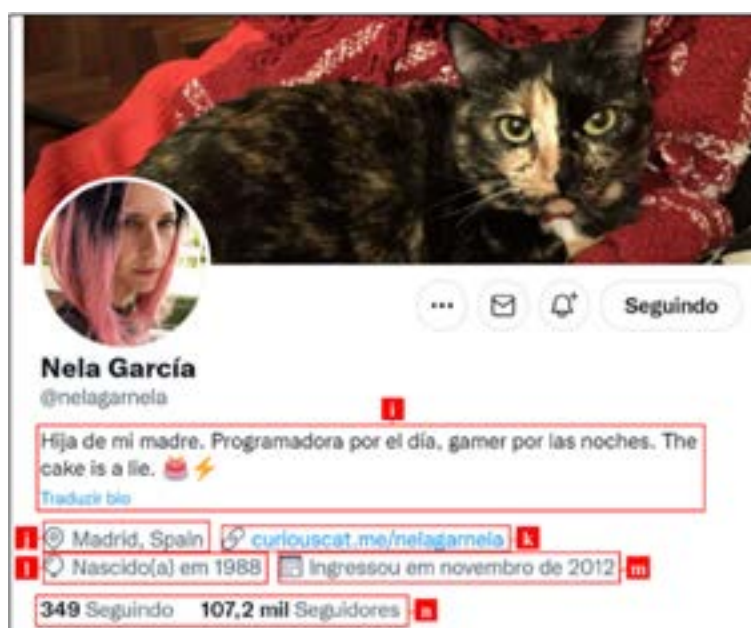 Seguindo
Nela García
@nelagarnela
i
Hija de mi madre. Programadora por el día, gamer por las noches. The
cake is a lie. 🎂⚡
Traduzir bio
j Madrid, Spain curiouscat.me/nelagarnela k
l Nascido(a) em 1988 Ingressou em novembro de 2012 m
349 Seguindo 107,2 mil Seguidores n